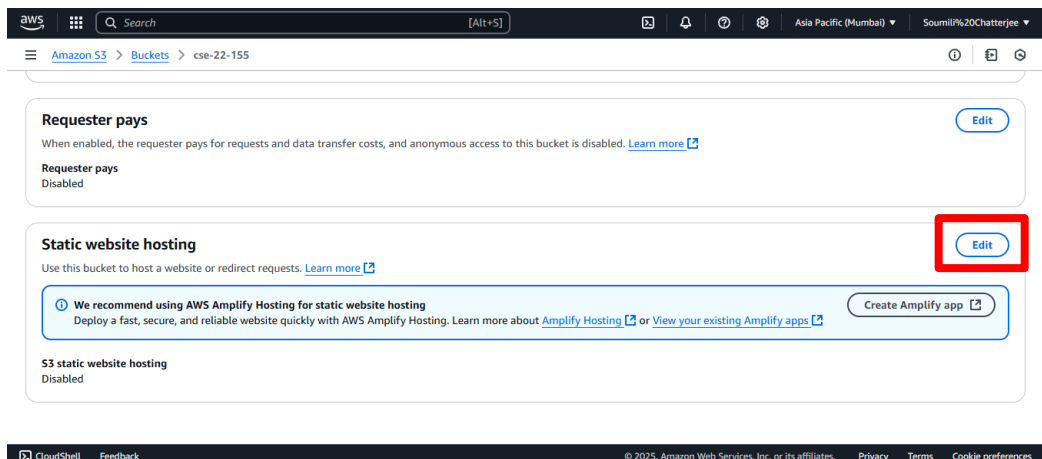 aws Search [Alt+S] Asia Pacific (Mumbai) ▼ Soumili%20Chatterjee ▼
Amazon S3 > Buckets > cse-22-155
Requester pays Edit
When enabled, the requester pays for requests and data transfer costs, and anonymous access to this bucket is disabled. Learn more
Requester pays
Disabled
Static website hosting Edit
Use this bucket to host a website or redirect requests. Learn more
We recommend using AWS Amplify Hosting for static website hosting Create Amplify app
Deploy a fast, secure, and reliable website quickly with AWS Amplify Hosting. Learn more about Amplify Hosting or View your existing Amplify apps
S3 static website hosting
Disabled
CloudShell Feedback © 2025, Amazon Web Services, Inc. or its affiliates. Privacy Terms Cookie preferences